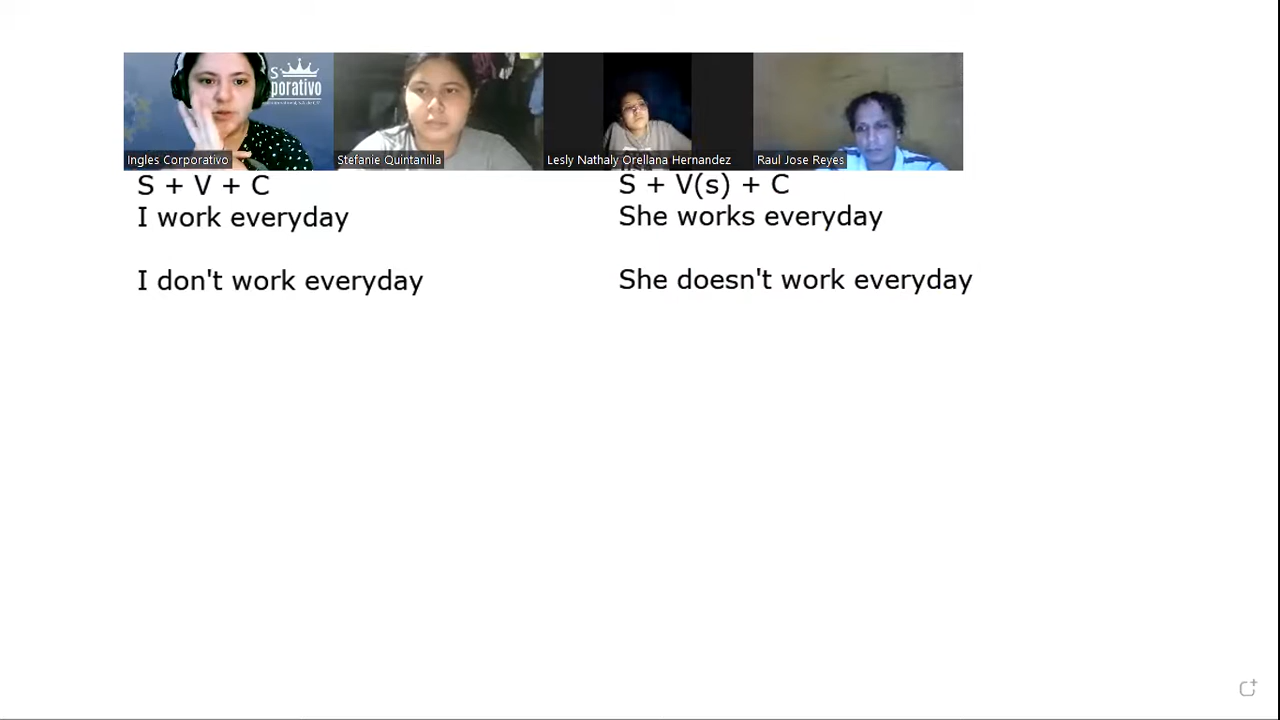 S
porativo
Ingles Corporativo
Stefanie Quintanilla
Lesly Nathaly Orellana Hernandez
Raul Jose Reyes
S + V + C
I work everyday
I don't work everyday
S + V(s) + C
She works everyday
She doesn't work everyday